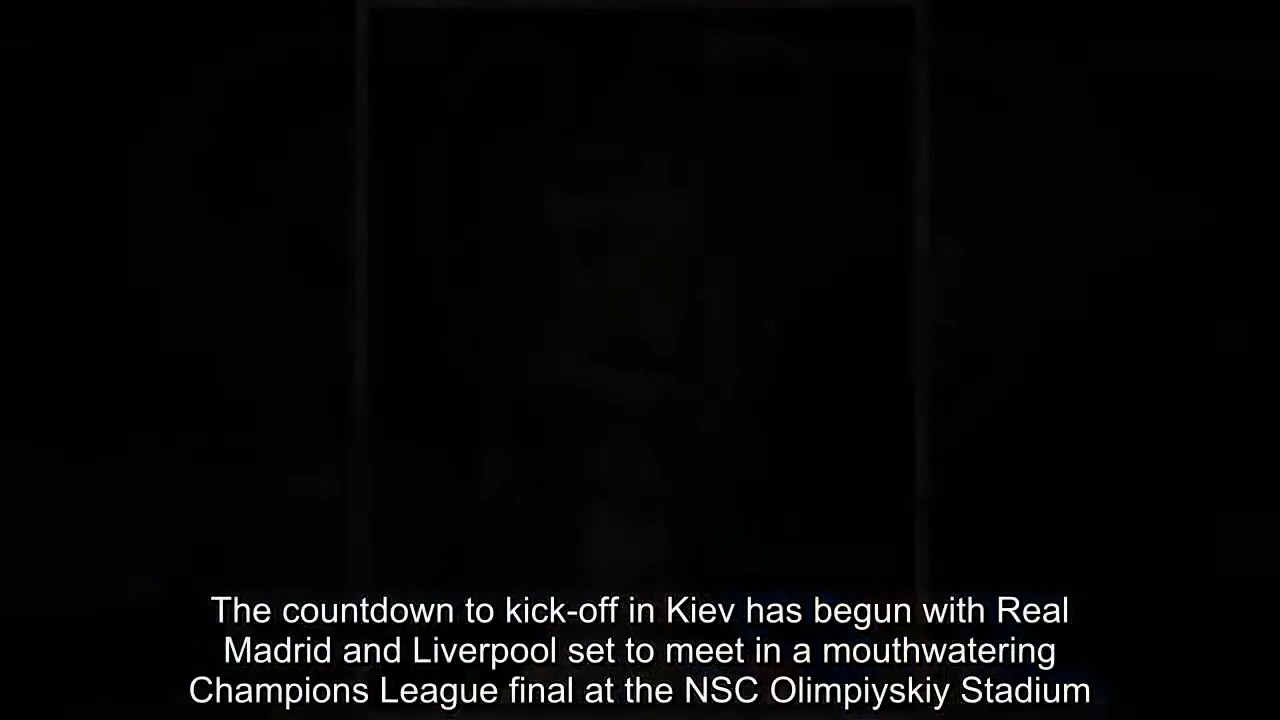 The countdown to kick-off in Kiev has begun with Real
Madrid and Liverpool set to meet in a mouthwatering
Champions League final at the NSC Olimpiyskiy Stadium